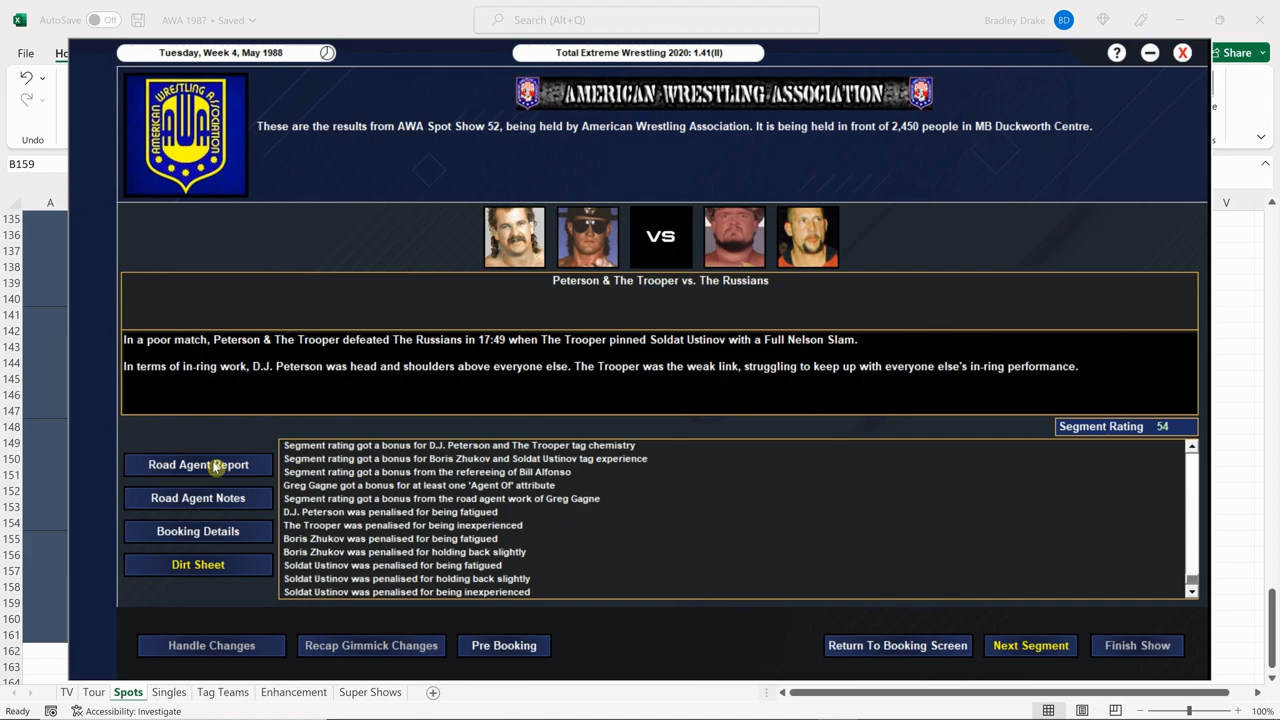 AutoSave Off AWA 1987 • Saved Search (Alt+Q) Bradley Drake BD
File Ho Share
Tuesday, Week 4, May 1988 Total Extreme Wrestling 2020: 1.41(II) ? X
AMERICAN WRESTLING ASSOCIATION
AMERICAN WRESTLING ASSOCIATION
AWA
These are the results from AWA Spot Show 52, being held by American Wrestling Association. It is being held in front of 2,450 people in MB Duckworth Centre.
Undo
B159
A V
VS
Peterson & The Trooper vs. The Russians
In a poor match, Peterson & The Trooper defeated The Russians in 17:49 when The Trooper pinned Soldat Ustinov with a Full Nelson Slam.
In terms of in-ring work, D.J. Peterson was head and shoulders above everyone else. The Trooper was the weak link, struggling to keep up with everyone else's in-ring performance.
Segment Rating 54
Road Agent Report
Road Agent Notes
Booking Details
Dirt Sheet
Segment rating got a bonus for D.J. Peterson and The Trooper tag chemistry
Segment rating got a bonus for Boris Zhukov and Soldat Ustinov tag experience
Segment rating got a bonus from the refereeing of Bill Alfonso
Greg Gagne got a bonus for at least one 'Agent Of' attribute
Segment rating got a bonus from the road agent work of Greg Gagne
D.J. Peterson was penalised for being fatigued
The Trooper was penalised for being inexperienced
Boris Zhukov was penalised for being fatigued
Boris Zhukov was penalised for holding back slightly
Soldat Ustinov was penalised for being fatigued
Soldat Ustinov was penalised for holding back slightly
Soldat Ustinov was penalised for being inexperienced
Handle Changes Recap Gimmick Changes Pre Booking Return To Booking Screen Next Segment Finish Show
135
136
137
138
139
140
141
142
143
144
145
146
147
148
149
150
151
152
153
154
155
156
157
158
159
160
161
162
163
164
TV Tour Spots Singles Tag Teams Enhancement Super Shows
Ready Accessibility: Investigate 100%